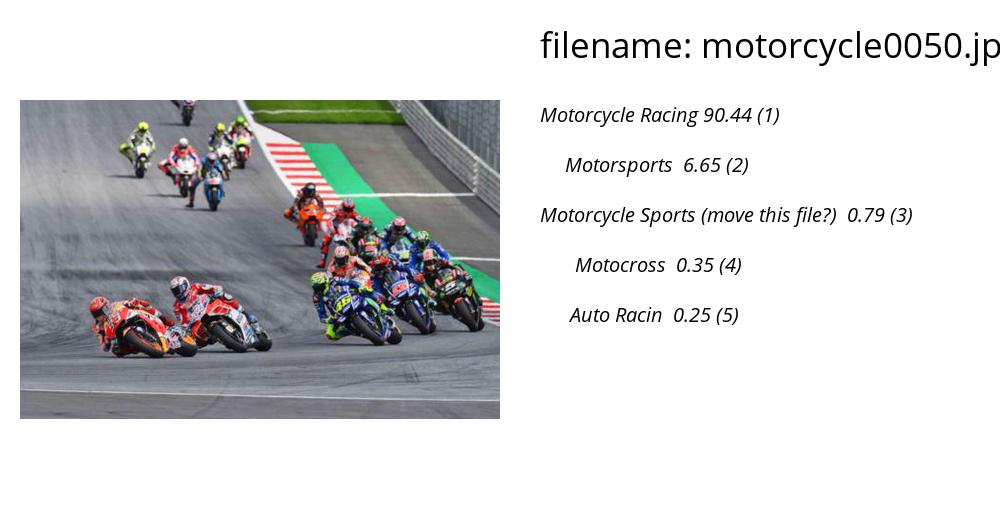 filename: motorcycle0050.jp
Motorcycle Racing 90.44 (1)
Motorsports 6.65 (2)
Motorcycle Sports (move this file?) 0.79 (3)
Motocross 0.35 (4)
Auto Racin 0.25 (5)
46